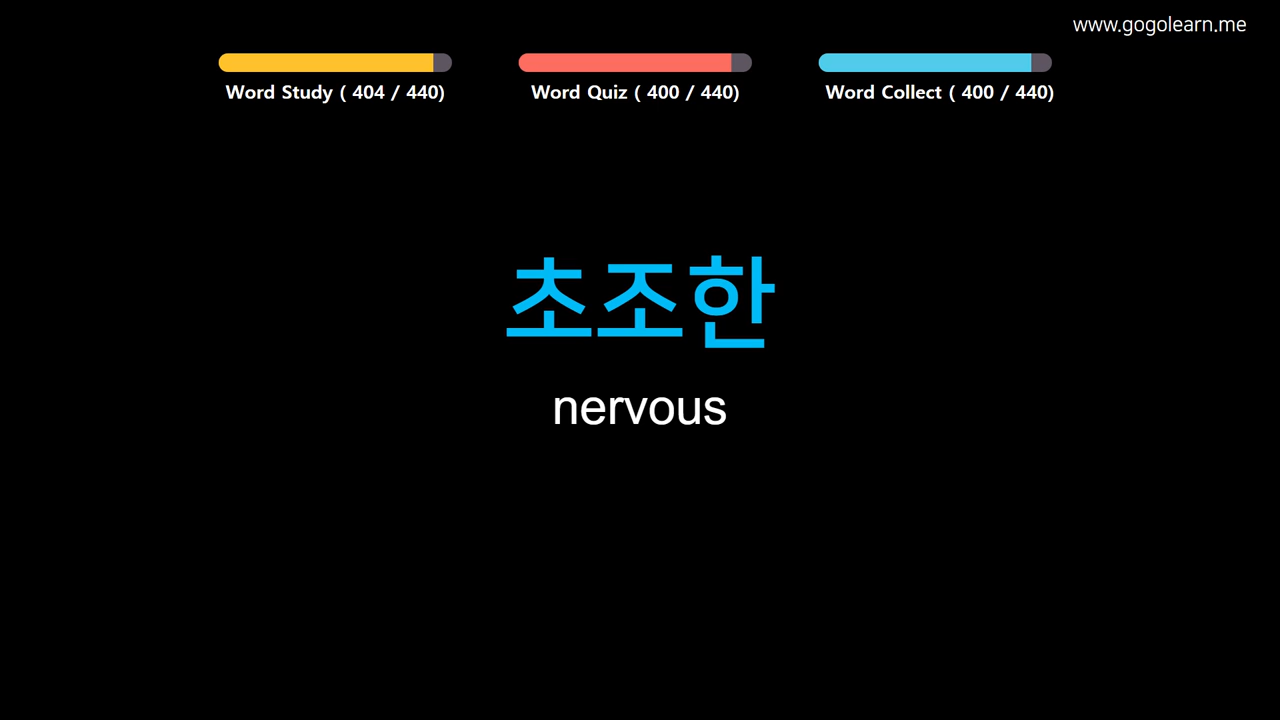 www.gogolearn.me
Word Study ( 404 / 440)
Word Quiz ( 400 / 440)
Word Collect ( 400 / 440)
초조한
nervous